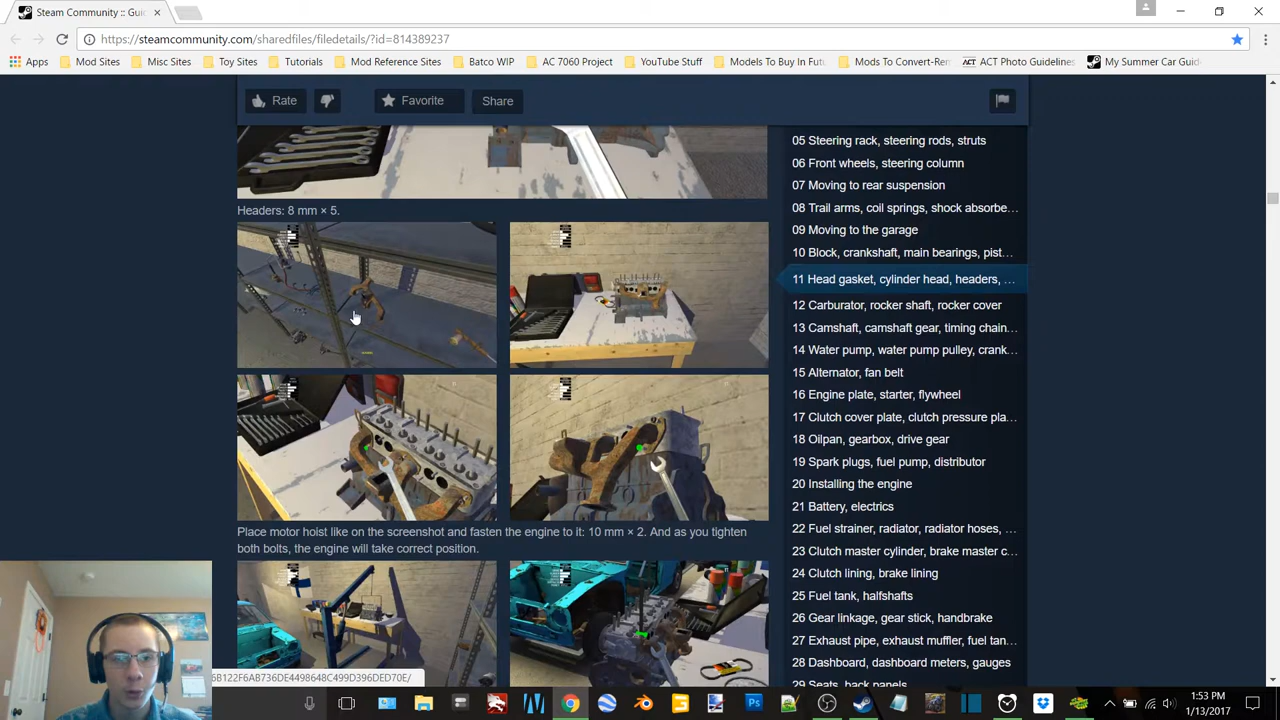 Steam Community :: Gui
https://steamcommunity.com/sharedfiles/filedetails/?id=814389237
Apps
Mod Sites
Misc Sites
Toy Sites
Tutorials
Mod Reference Sites
Batco WIP
AC 7060 Project
YouTube Stuff
Models To Buy In Futu
Mods To Convert-Ren
ACT Photo Guidelines
My Summer Car Guid
Rate
Favorite
Share
Headers: 8 mm × 5.
Place motor hoist like on the screenshot and fasten the engine to it: 10 mm × 2. And as you tighten
both bolts, the engine will take correct position.
05 Steering rack, steering rods, struts
06 Front wheels, steering column
07 Moving to rear suspension
08 Trail arms, coil springs, shock absorbe…
09 Moving to the garage
10 Block, crankshaft, main bearings, pist…
11 Head gasket, cylinder head, headers, …
12 Carburator, rocker shaft, rocker cover
13 Camshaft, camshaft gear, timing chain…
14 Water pump, water pump pulley, crank…
15 Alternator, fan belt
16 Engine plate, starter, flywheel
17 Clutch cover plate, clutch pressure pla…
18 Oilpan, gearbox, drive gear
19 Spark plugs, fuel pump, distributor
20 Installing the engine
21 Battery, electrics
22 Fuel strainer, radiator, radiator hoses, …
23 Clutch master cylinder, brake master c…
24 Clutch lining, brake lining
25 Fuel tank, halfshafts
26 Gear linkage, gear stick, handbrake
27 Exhaust pipe, exhaust muffler, fuel tan…
28 Dashboard, dashboard meters, gauges
29 Seats, back panels
6B122F6AB736DE4498648C499D396DED70E/
1:53 PM
1/13/2017